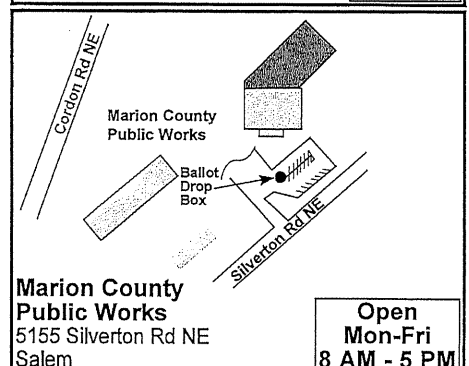 Cordon Rd NE
Marion County
Public Works
Ballot
Drop
Box
Silverton Rd NE
Marion County
Public Works
5155 Silverton Rd NE
Salem
Open
Mon-Fri
8 AM - 5 PM